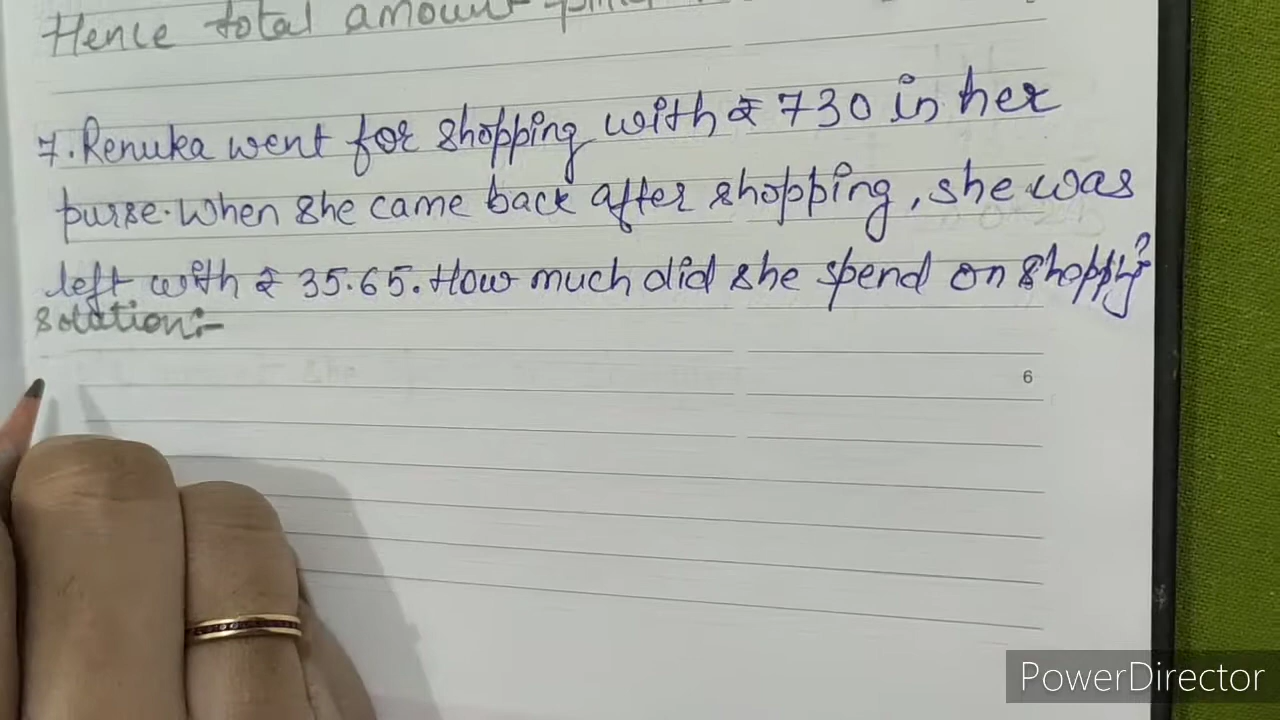 Hence total amount
7. Renuka went for shopping with ₹ 730 in her
purse. When she came back after shopping, she was
left with ₹ 35.65. How much did she spend on
solution:-
6
PowerDirector